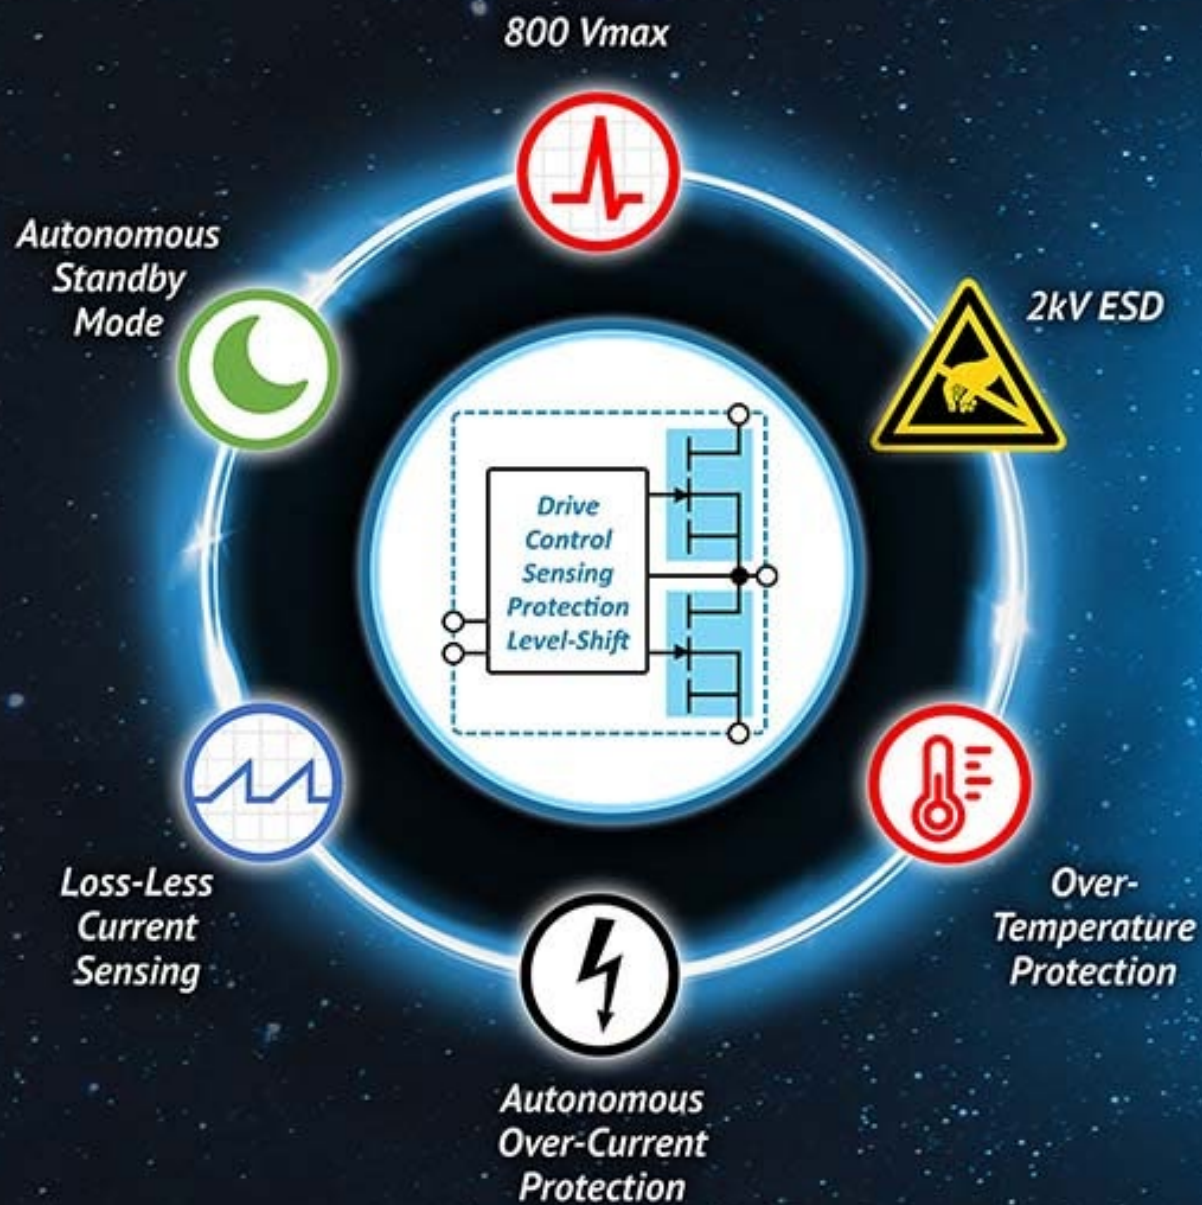 800 Vmax
Autonomous
Standby
Mode
2kV ESD
Drive
Control
Sensing
Protection
Level-Shift
Loss-Less
Current
Sensing
Over-
Temperature
Protection
Autonomous
Over-Current
Protection